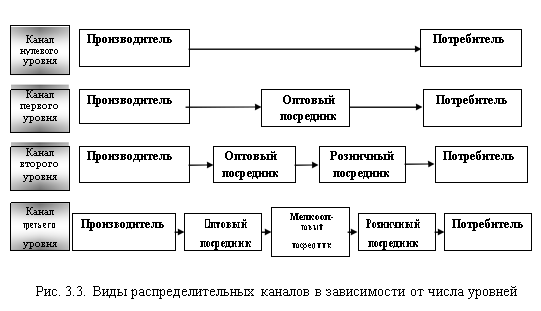 Канал
нулевого
уровня
Производитель
Потребитель
Канал
первого
уровня
Производитель
Оптовый
посредник
Потребитель
Канал
второго
уровня
Производитель
Оптовый
посредник
Розничный
посредник
Потребитель
Канал
третьего
уровня
Производитель
Оптовый
посредник
Мелкооп-
товый
посредник
Розничный
посредник
Потребитель
Рис. 3.3. Виды распределительных каналов в зависимости от числа уровней